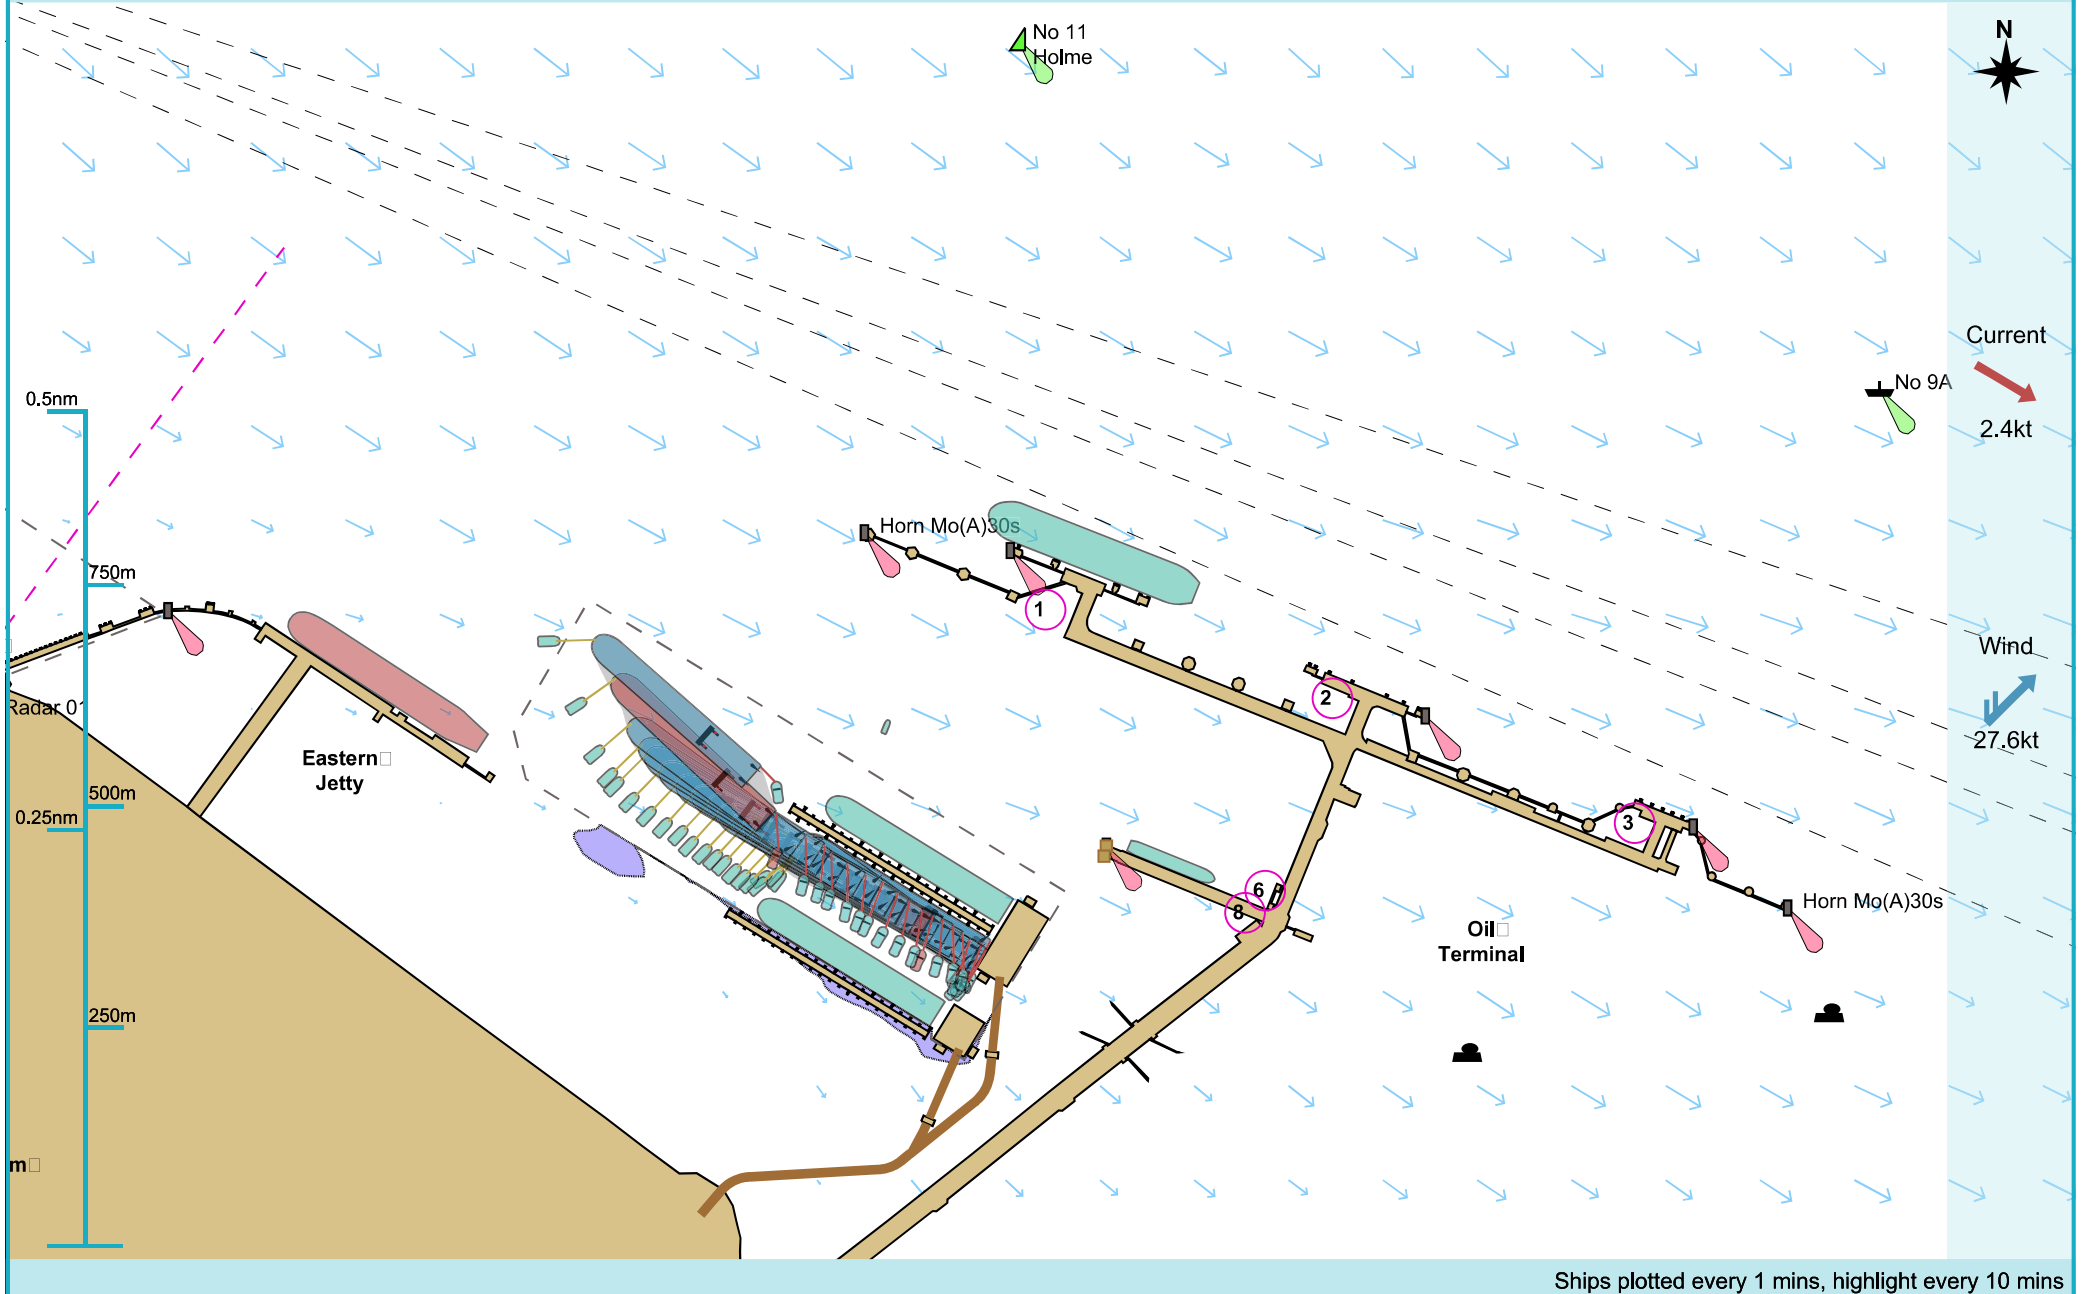 No 11
Holme
N
Current
2.4kt
No 9A
0.5nm
Horn Mo(A)30s
750m
1
Wind
27.6kt
2
Radar 01
Eastern
Jetty
500m
0.25nm
3
6
8
Horn Mo(A)30s
Oil
Terminal
250m
m
Ships plotted every 1 mins, highlight every 10 mins